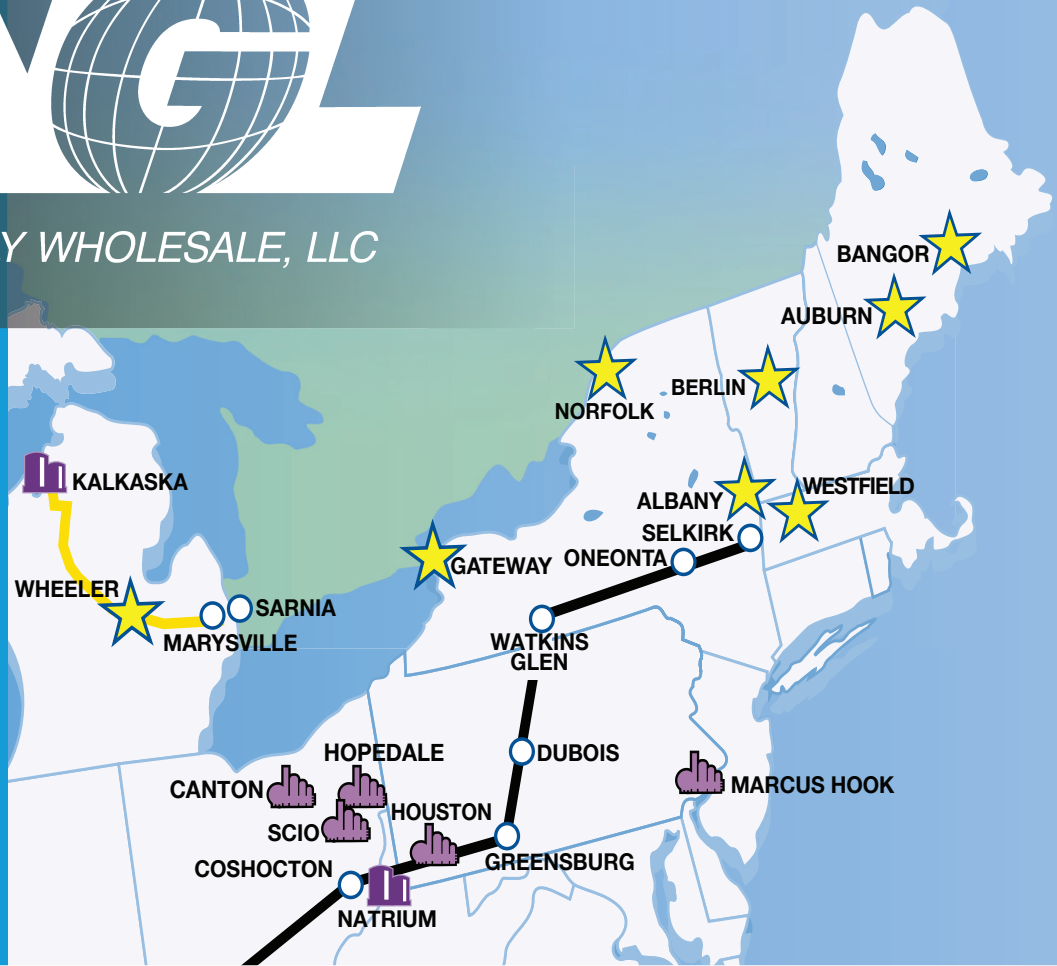 NGL
Y WHOLESALE, LLC
BANGOR
AUBURN
BERLIN
NORFOLK
KALKASKA
ALBANY
WESTFIELD
SELKIRK
ONEONTA
GATEWAY
WHEELER
SARNIA
MARYSVILLE
WATKINS
GLEN
HOPEDALE
DUBOIS
CANTON
MARCUS HOOK
HOUSTON
SCIO
COSHOCTON
GREENSBURG
NATRIUM